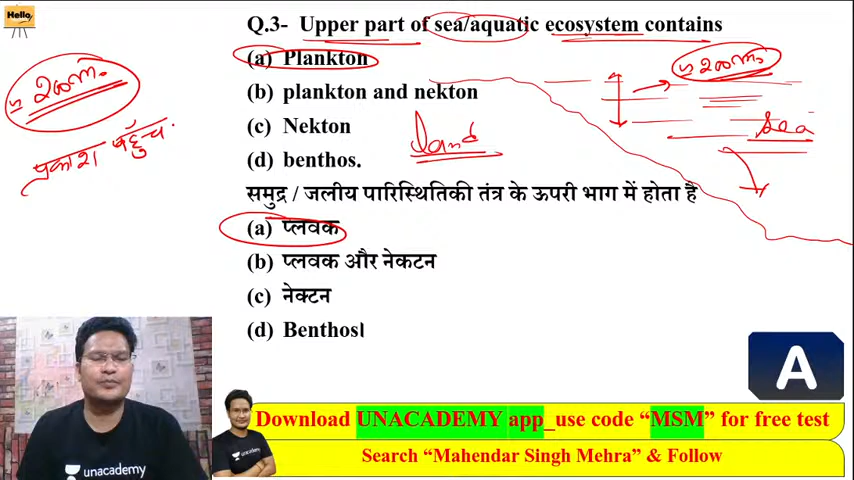 Hello
Q.3- Upper part of sea/aquatic ecosystem contains
(a) Plankton
(b) plankton and nekton
(c) Nekton
(d) benthos.
समुद्र / जलीय पारिस्थितिकी तंत्र के ऊपरी भाग में होता है
(a) प्लवक
(b) प्लवक और नेकटन
(c) नेक्टन
(d) Benthos।
200m.
प्रकाश पहुँच
land
200m.
sea
A
unacademy
Download UNACADEMY app_use code “MSM” for free test
Search “Mahendar Singh Mehra” & Follow